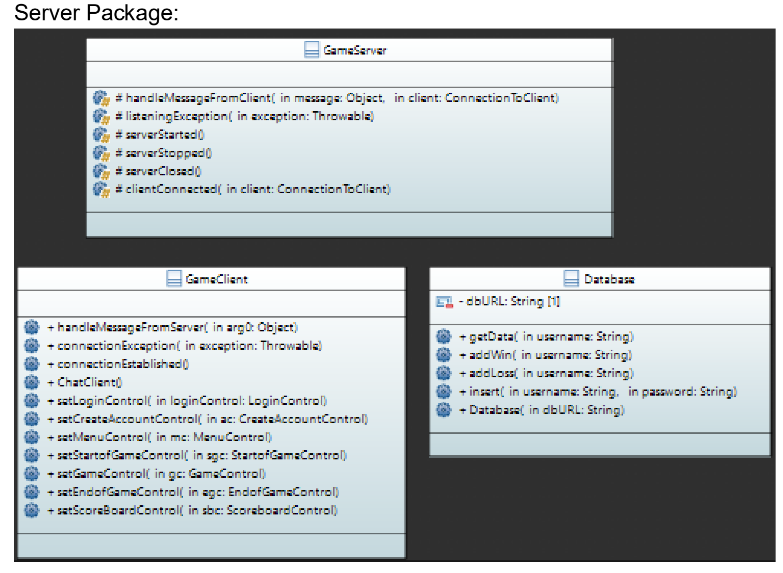 Server Package:
GameServer
# handleMessageFromClient( in message: Object, in client: ConnectionToClient)
# listeningException( in exception: Throwable)
# serverStarted()
# serverStopped()
# serverClosed()
# clientConnected( in client: ConnectionToClient)
GameClient
+ handleMessageFromServer( in arg0: Object)
+ connectionException( in exception: Throwable)
+ connectionEstablished()
+ ChatClient()
+ setLoginControl( in loginControl: LoginControl)
+ setCreateAccountControl( in ac: CreateAccountControl)
+ setMenuControl( in mc: MenuControl)
+ setStartofGameControl( in sgc: StartofGameControl)
+ setGameControl( in gc: GameControl)
+ setEndofGameControl( in egc: EndofGameControl)
+ setScoreBoardControl( in sbc: ScoreboardControl)
Database
- dbURL: String [1]
+ getData( in username: String)
+ addWin( in username: String)
+ addLoss( in username: String)
+ insert( in username: String, in password: String)
+ Database( in dbURL: String)